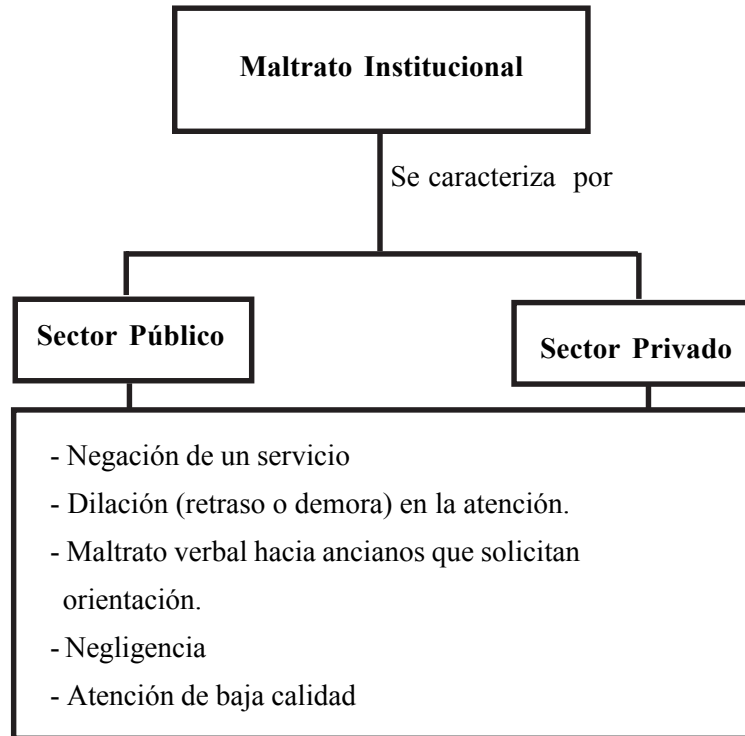 Maltrato Institucional
Se caracteriza por
Sector Público
Sector Privado
- Negación de un servicio
- Dilación (retraso o demora) en la atención.
- Maltrato verbal hacia ancianos que solicitan
orientación.
- Negligencia
- Atención de baja calidad